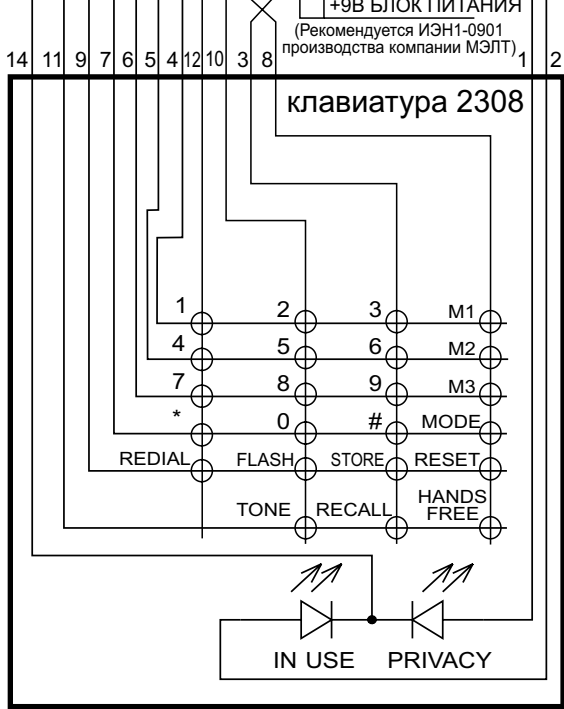 +9В БЛОК ПИТАНИЯ
(Рекомендуется ИЭН1-0901
производства компании МЭЛТ)
14 11 9 7 6 5 4 12 10 3 8 1 2
клавиатура 2308
1 2 3 M1
4 5 6 M2
7 8 9 M3
* 0 # MODE
REDIAL FLASH STORE RESET
TONE RECALL HANDS
FREE
IN USE PRIVACY